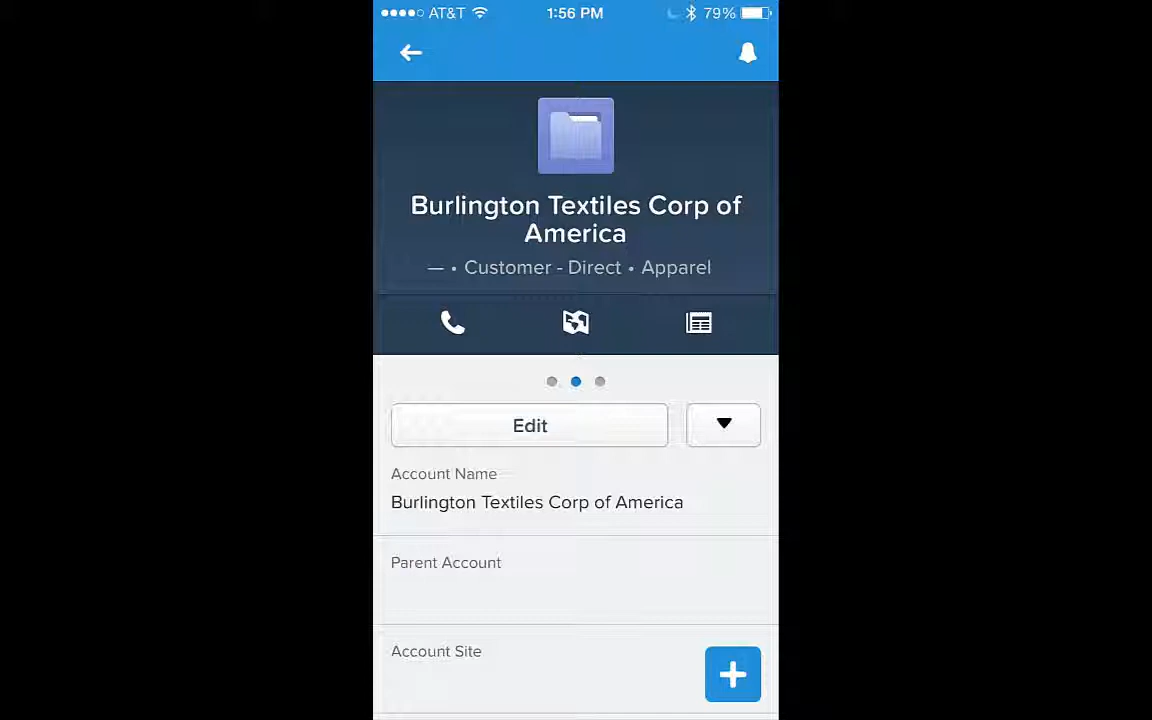 AT&T 1:56 PM 79%
Burlington Textiles Corp of
America
— • Customer - Direct • Apparel
Edit
Account Name
Burlington Textiles Corp of America
Parent Account
Account Site